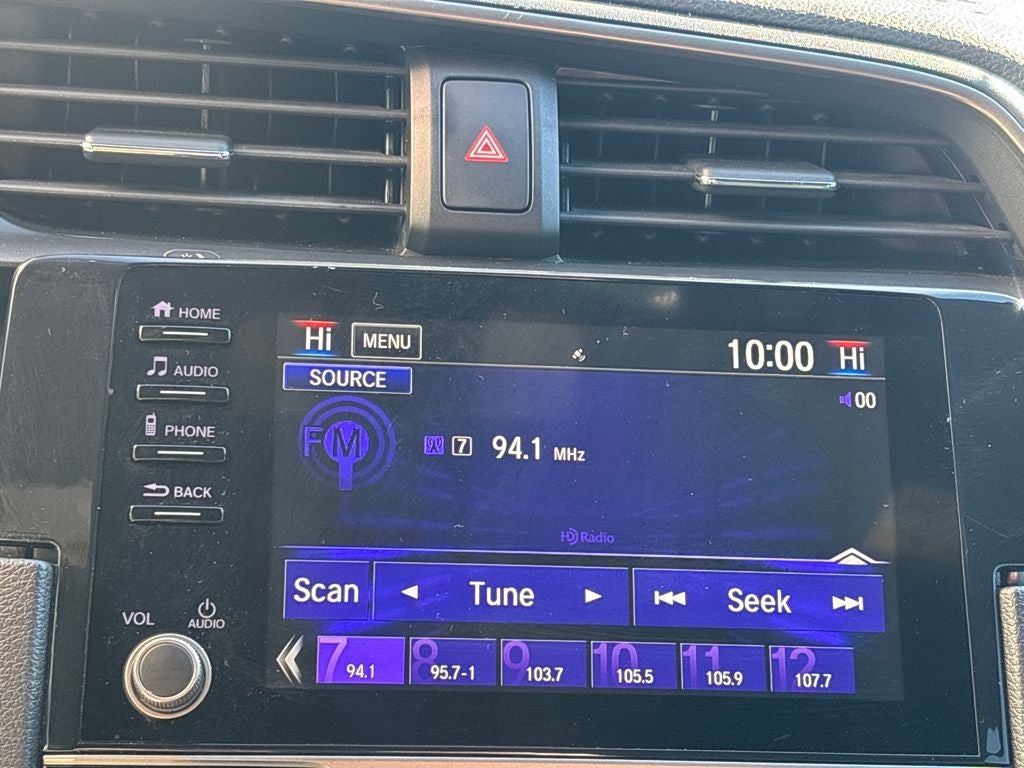 HOME
AUDIO
PHONE
BACK
VOL
AUDIO
Hi MENU 10:00 Hi
SOURCE
00
FM 7 94.1 MHz
HD Radio
Scan Tune Seek
7 94.1 8 95.7-1 9 103.7 10 105.5 11 105.9 12 107.7